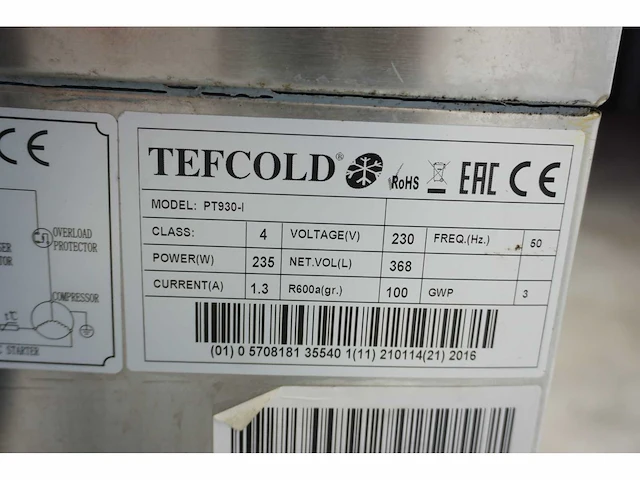 TEFCOLD® RoHS EAC CE
MODEL: PT930-I
CLASS: 4 VOLTAGE(V) 230 FREQ.(Hz.) 50
POWER(W) 235 NET.VOL(L) 368
CURRENT(A) 1.3 R600a(gr.) 100 GWP 3
(01) 0 5708181 35540 1(11) 210114(21) 2016
CE
OVERLOAD
PROTECTOR
COMPRESSOR
STARTER